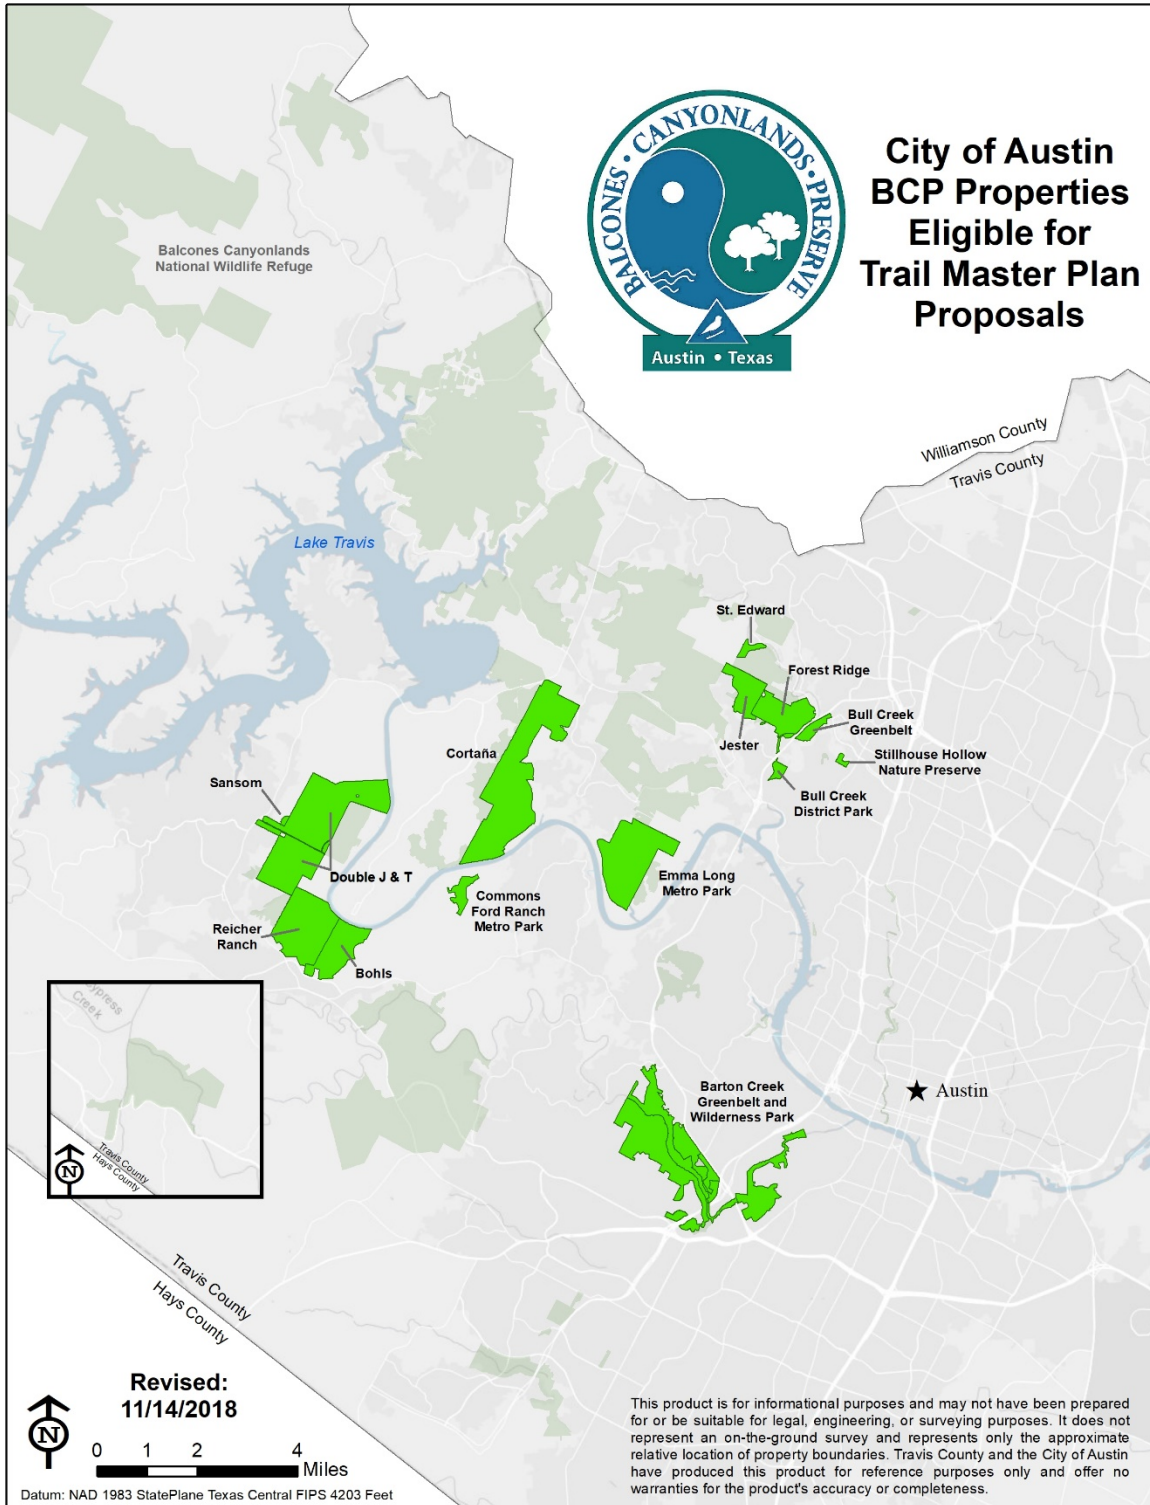 BALCONES • CANYONLANDS • PRESERVE
Austin • Texas
City of Austin
BCP Properties
Eligible for
Trail Master Plan
Proposals
Balcones Canyonlands
National Wildlife Refuge
Williamson County
Travis County
Lake Travis
St. Edward
Forest Ridge
Bull Creek
Greenbelt
Jester
Stillhouse Hollow
Nature Preserve
Bull Creek
District Park
Cortaña
Sansom
Double J & T
Emma Long
Metro Park
Commons
Ford Ranch
Metro Park
Reicher
Ranch
Bohls
Cypress
Creek
Travis County
Hays County
N
Barton Creek
Greenbelt and
Wilderness Park
Austin
Travis County
Hays County
Revised:
11/14/2018
N
0 1 2 4
Miles
Datum: NAD 1983 StatePlane Texas Central FIPS 4203 Feet
This product is for informational purposes and may not have been prepared
for or be suitable for legal, engineering, or surveying purposes. It does not
represent an on-the-ground survey and represents only the approximate
relative location of property boundaries. Travis County and the City of Austin
have produced this product for reference purposes only and offer no
warranties for the product's accuracy or completeness.